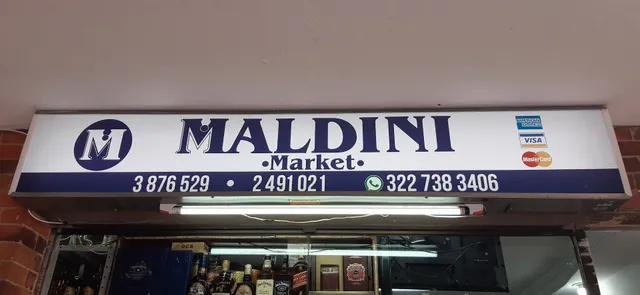 M MALDINI
•Market•
AMERICAN EXPRESS
VISA
MasterCard
3 876 529 • 2 491 021 322 738 3406